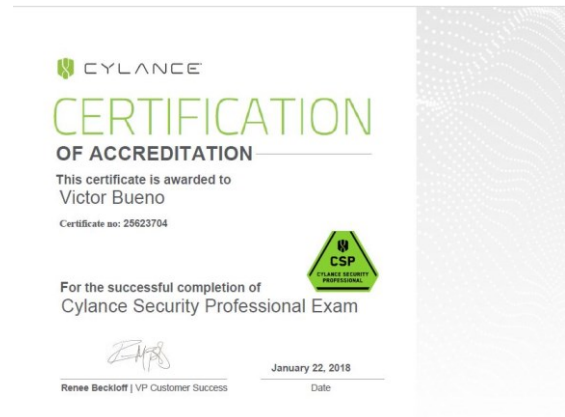 CYLANCE
CERTIFICATION
OF ACCREDITATION
This certificate is awarded to
Victor Bueno
Certificate no: 25623704
CSP
CYLANCE SECURITY
PROFESSIONAL
For the successful completion of
Cylance Security Professional Exam
January 22, 2018
Renee Beckloff | VP Customer Success
Date